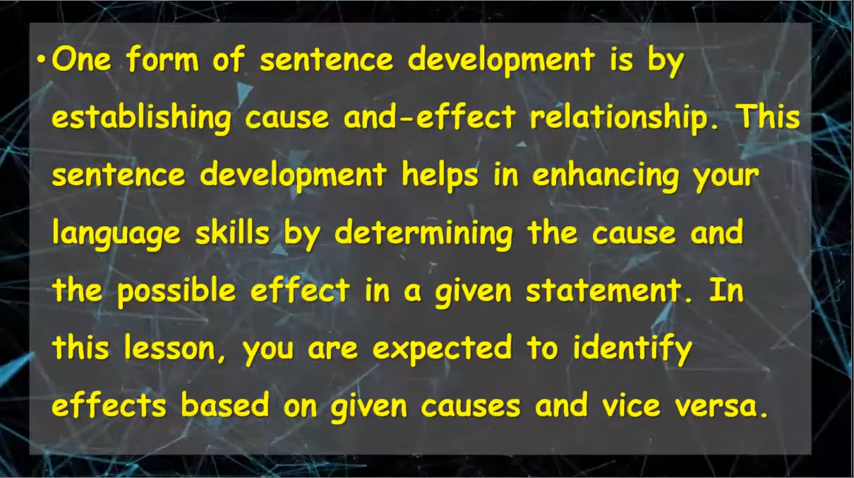 •One form of sentence development is by
establishing cause and-effect relationship. This
sentence development helps in enhancing your
language skills by determining the cause and
the possible effect in a given statement. In
this lesson, you are expected to identify
effects based on given causes and vice versa.